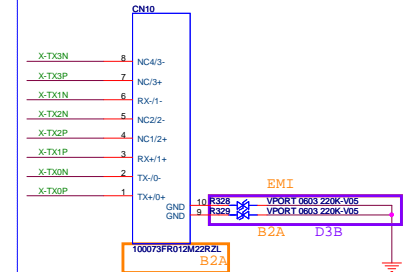 CN10
X-TX3N 8 NC4/3-
X-TX3P 7 NC/3+
X-TX1N 6 RX-/1-
X-TX2N 5 NC2/2-
X-TX2P 4 NC1/2+
X-TX1P 3 RX+/1+
X-TX0N 2 TX-/0-
X-TX0P 1 TX+/0+
EMI
GND 10 R328 VPORT 0603 220K-V05
GND 9 R329 VPORT 0603 220K-V05
B2A D3B
100073FR012M22RZL
B2A